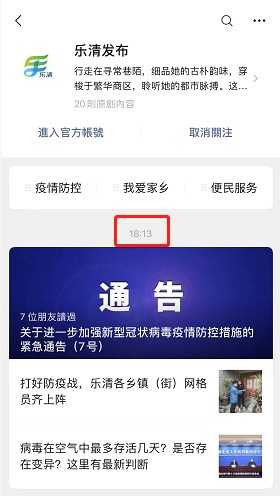 乐清发布
乐清
行走在寻常巷陌，细品她的古朴韵味，穿
梭于繁华商区，聆听她的都市脉搏。这...
20則原創內容
進入官方帳號
取消關注
疫情防控
我爱家乡
便民服务
18:13
通告
7 位朋友讀過
关于进一步加强新型冠状病毒疫情防控措施的
紧急通告（7号）
打好防疫战，乐清各乡镇（街）网格
员齐上阵
病毒在空气中最多存活几天？是否存
在变异？这里有最新判断